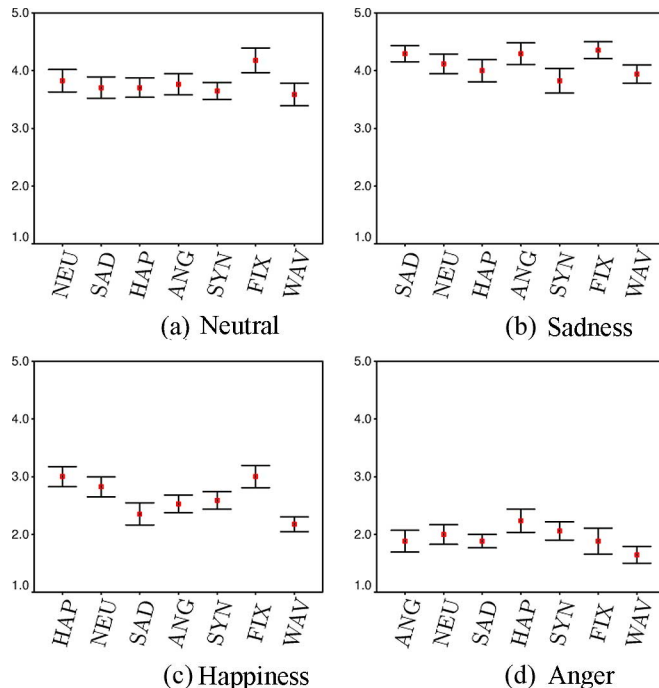 5.0
4.0
3.0
2.0
1.0
NEU SAD HAP ANG SYN FIX WAV
(a) Neutral
5.0
4.0
3.0
2.0
1.0
SAD NEU HAP ANG SYN FIX WAV
(b) Sadness
5.0
4.0
3.0
2.0
1.0
HAP NEU SAD ANG SYN FIX WAV
(c) Happiness
5.0
4.0
3.0
2.0
1.0
ANG NEU SAD HAP SYN FIX WAV
(d) Anger